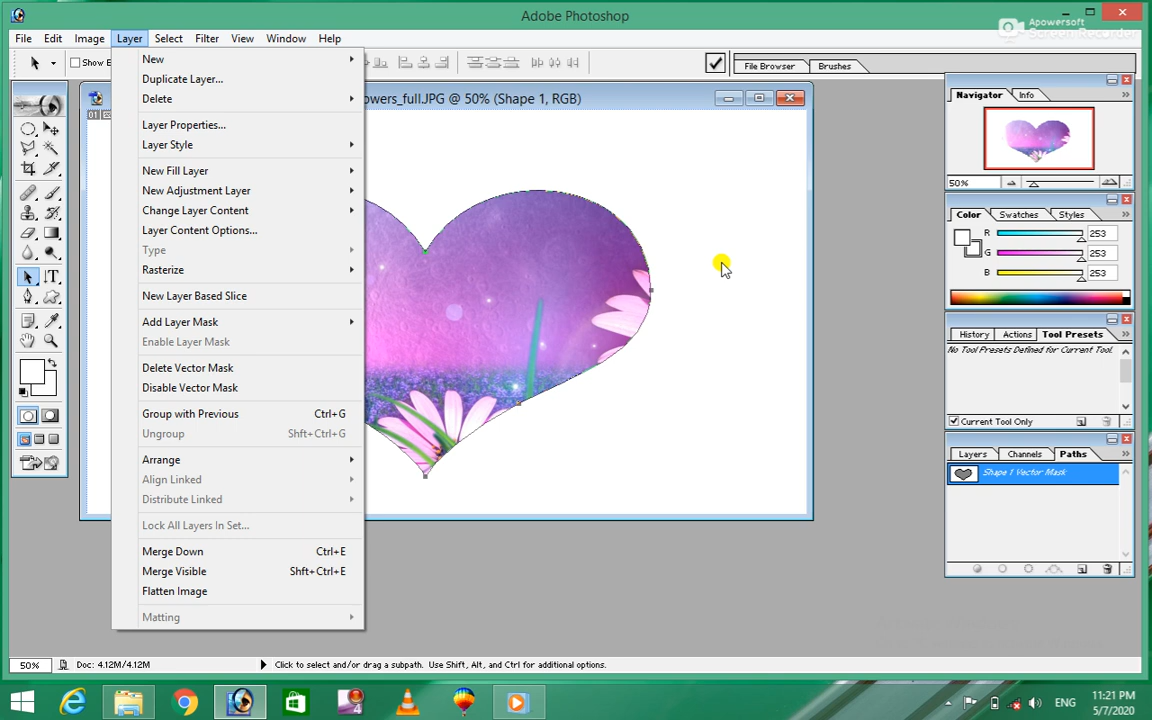 Adobe Photoshop
Apowersoft
Screen Recorder
File Edit Image Layer Select Filter View Window Help
Show B
File Browser Brushes
owers_full.JPG @ 50% (Shape 1, RGB)
01
New
Duplicate Layer...
Delete
Layer Properties...
Layer Style
New Fill Layer
New Adjustment Layer
Change Layer Content
Layer Content Options...
Type
Rasterize
New Layer Based Slice
Add Layer Mask
Enable Layer Mask
Delete Vector Mask
Disable Vector Mask
Group with Previous Ctrl+G
Ungroup Shft+Ctrl+G
Arrange
Align Linked
Distribute Linked
Lock All Layers In Set...
Merge Down Ctrl+E
Merge Visible Shft+Ctrl+E
Flatten Image
Matting
Navigator Info
50%
Color Swatches Styles
R 253
G 253
B 253
History Actions Tool Presets
No Tool Presets Defined for Current Tool.
Current Tool Only
Layers Channels Paths
Shape 1 Vector Mask
50% Doc: 4.12M/4.12M Click to select and/or drag a subpath. Use Shift, Alt, and Ctrl for additional options.
ENG
11:21 PM
5/7/2020